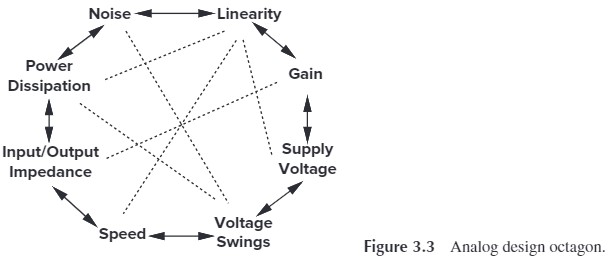 Noise
Linearity
Power
Dissipation
Gain
Input/Output
Impedance
Supply
Voltage
Speed
Voltage
Swings
Figure 3.3 Analog design octagon.